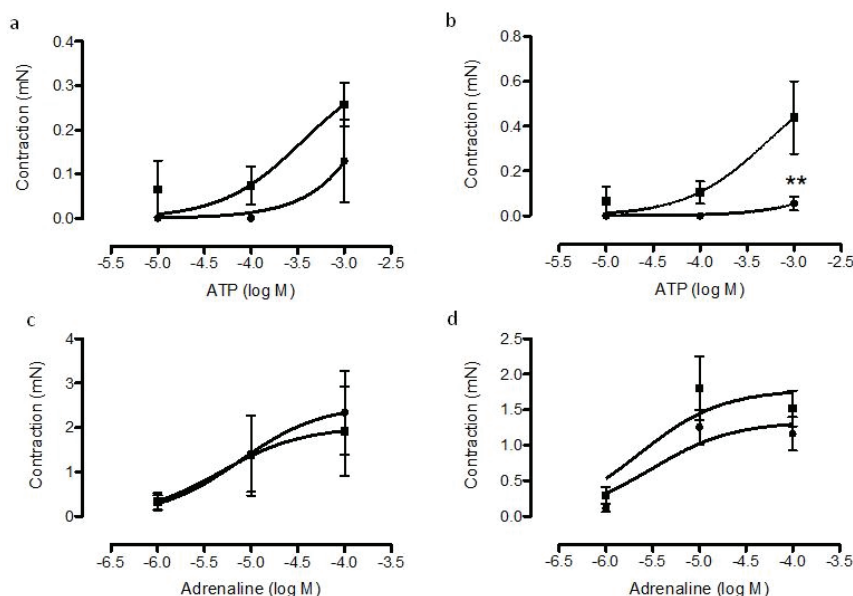 a
0.4
0.3
0.2
0.1
0.0
Contraction (mN)
-5.5 -5.0 -4.5 -4.0 -3.5 -3.0 -2.5
ATP (log M)
b
0.8
0.6
0.4
0.2
0.0
Contraction (mN)
**
-5.5 -5.0 -4.5 -4.0 -3.5 -3.0 -2.5
ATP (log M)
c
4
3
2
1
0
Contraction (mN)
-6.5 -6.0 -5.5 -5.0 -4.5 -4.0 -3.5
Adrenaline (log M)
d
2.5
2.0
1.5
1.0
0.5
0.0
Contraction (mN)
-6.5 -6.0 -5.5 -5.0 -4.5 -4.0 -3.5
Adrenaline (log M)